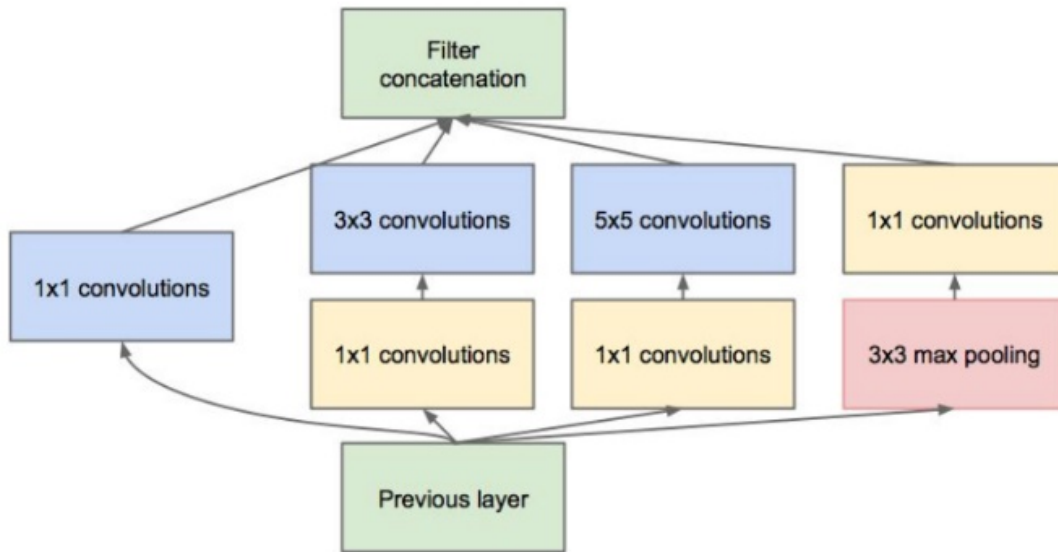 Filter
concatenation
3x3 convolutions
5x5 convolutions
1x1 convolutions
1x1 convolutions
1x1 convolutions
1x1 convolutions
3x3 max pooling
Previous layer